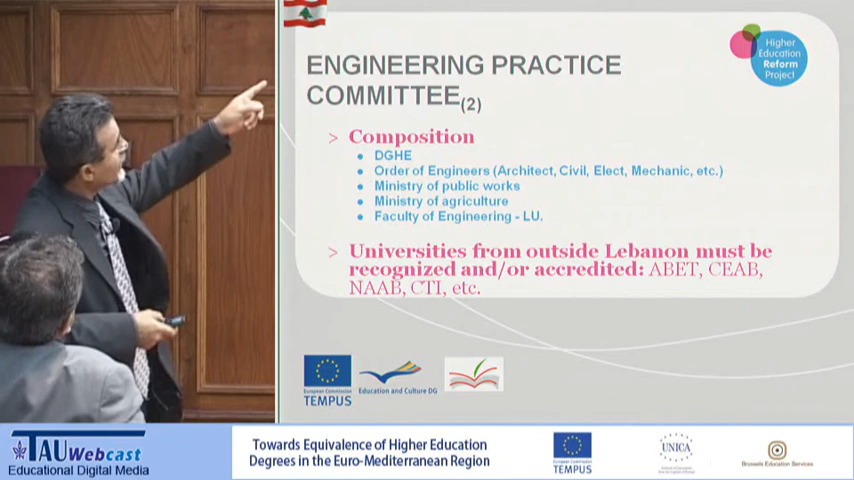 ENGINEERING PRACTICE
COMMITTEE(2)
Higher
Education
Reform
Project
> Composition
• DGHE
• Order of Engineers (Architect, Civil, Elect, Mechanic, etc.)
• Ministry of public works
• Ministry of agriculture
• Faculty of Engineering - LU.
> Universities from outside Lebanon must be
recognized and/or accredited: ABET, CEAB,
NAAB, CTI, etc.
European Commission
TEMPUS
Education and Culture DG
TAU Webcast
Educational Digital Media
Towards Equivalence of Higher Education
Degrees in the Euro-Mediterranean Region
European Commission
TEMPUS
UNICA
Brussels Education Services